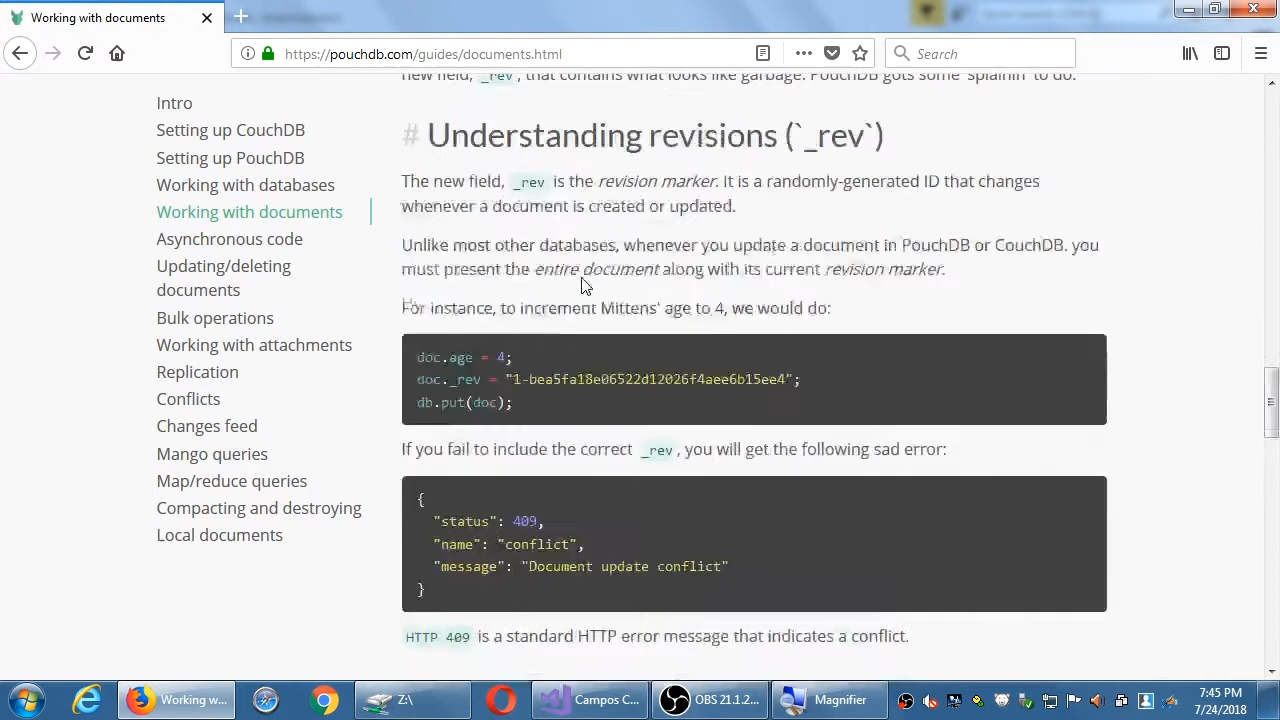 Working with documents
https://pouchdb.com/guides/documents.html
Search
new field, _rev, that contains what looks like garbage. PouchDB gots some 'splainin' to do.
Intro
Setting up CouchDB
Setting up PouchDB
Working with databases
Working with documents
Asynchronous code
Updating/deleting
documents
Bulk operations
Working with attachments
Replication
Conflicts
Changes feed
Mango queries
Map/reduce queries
Compacting and destroying
Local documents
# Understanding revisions (`_rev`)
The new field, _rev is the revision marker. It is a randomly-generated ID that changes
whenever a document is created or updated.
Unlike most other databases, whenever you update a document in PouchDB or CouchDB. you
must present the entire document along with its current revision marker.
For instance, to increment Mittens' age to 4, we would do:
doc.age = 4;
doc._rev = "1-bea5fa18e06522d12026f4aee6b15ee4";
db.put(doc);
If you fail to include the correct _rev, you will get the following sad error:
{
"status": 409,
"name": "conflict",
"message": "Document update conflict"
}
HTTP 409 is a standard HTTP error message that indicates a conflict.
Working w...
Z:\
Campos C...
OBS 21.1.2...
Magnifier
7:45 PM
7/24/2018